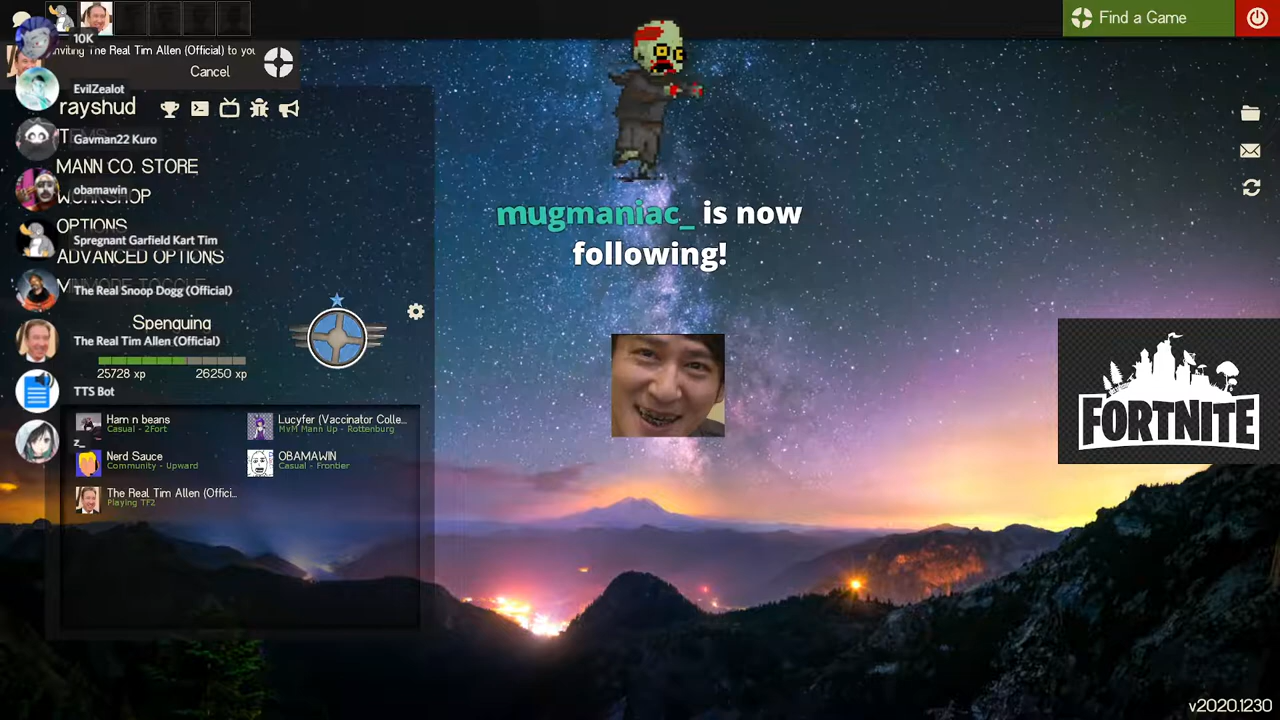 Find a Game
10K
nviting The Real Tim Allen (Official) to you
Cancel
EvilZealot
rayshud
Gavman22 Kuro
MANN CO. STORE
obamawin
WORKSHOP
OPTIONS
Spregnant Garfield Kart Tim
ADVANCED OPTIONS
The Real Snoop Dogg (Official)
Spenguing
The Real Tim Allen (Official)
25728 xp
26250 xp
TTS Bot
Ham n beans
Casual - 2Fort
Lucyfer (Vaccinator Colle...
MvM Mann Up - Rottenburg
z_
Nerd Sauce
Community - Upward
OBAMAWIN
Casual - Frontier
The Real Tim Allen (Offici...
Playing TF2
mugmaniac_ is now
following!
FORTNITE
v2020.1230